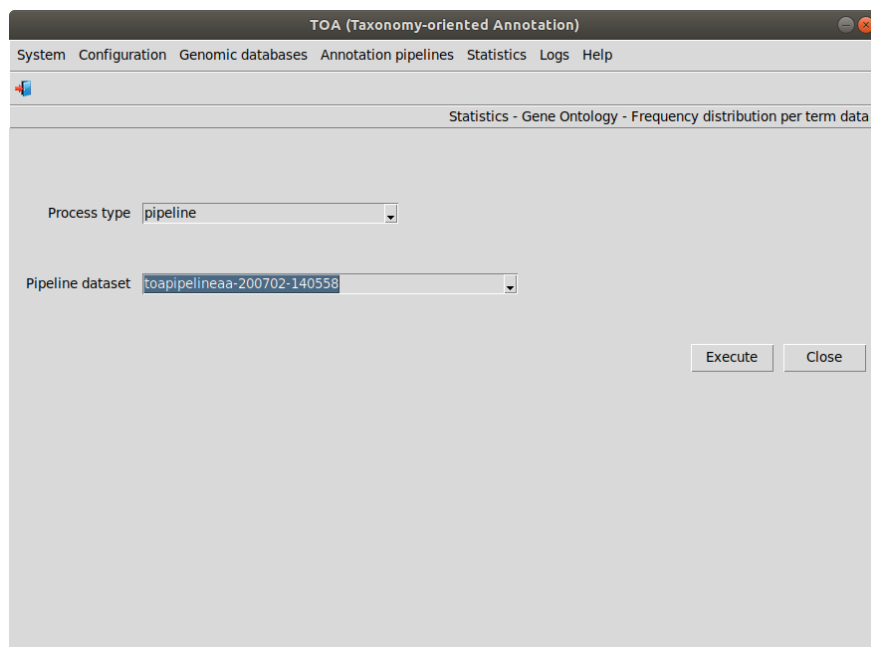 TOA (Taxonomy-oriented Annotation)
System Configuration Genomic databases Annotation pipelines Statistics Logs Help
Statistics - Gene Ontology - Frequency distribution per term data
Process type pipeline
Pipeline dataset toapipelineaa-200702-140558
Execute Close